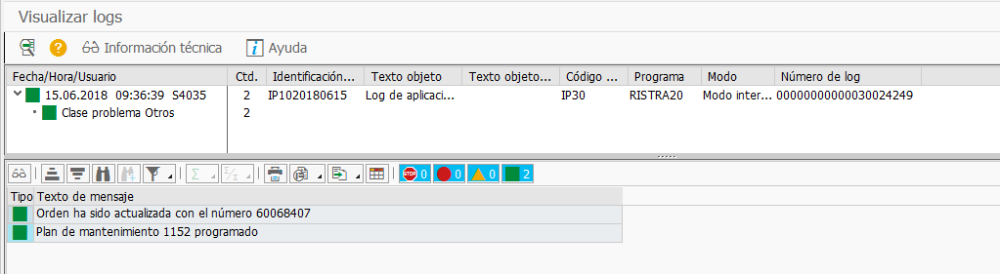 Visualizar logs
Información técnica Ayuda
Fecha/Hora/Usuario Ctd. Identificación... Texto objeto Texto objeto... Código ... Programa Modo Número de log
15.06.2018 09:36:39 S4035 2 IP1020180615 Log de aplicaci... IP30 RISTRA20 Modo inter... 00000000000030024249
Clase problema Otros 2
STOP 0 0 0 2
Tipo Texto de mensaje
Orden ha sido actualizada con el número 60068407
Plan de mantenimiento 1152 programado